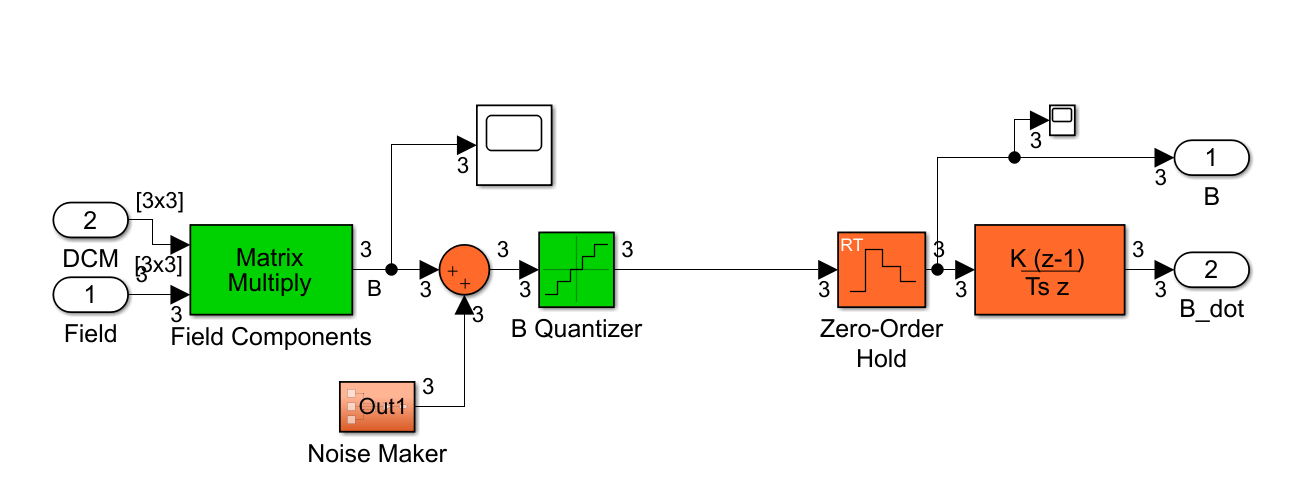 3
3
RT
1
3
B
[3x3]
2
DCM
3
[3x3]
1
Field
3
Matrix
Multiply
Field Components
3
B
3
+
+
3
3
3
3
B Quantizer
3
Zero-Order
Hold
3
3
K (z-1)
Ts z
3
3
2
B_dot
3
Out1
Noise Maker